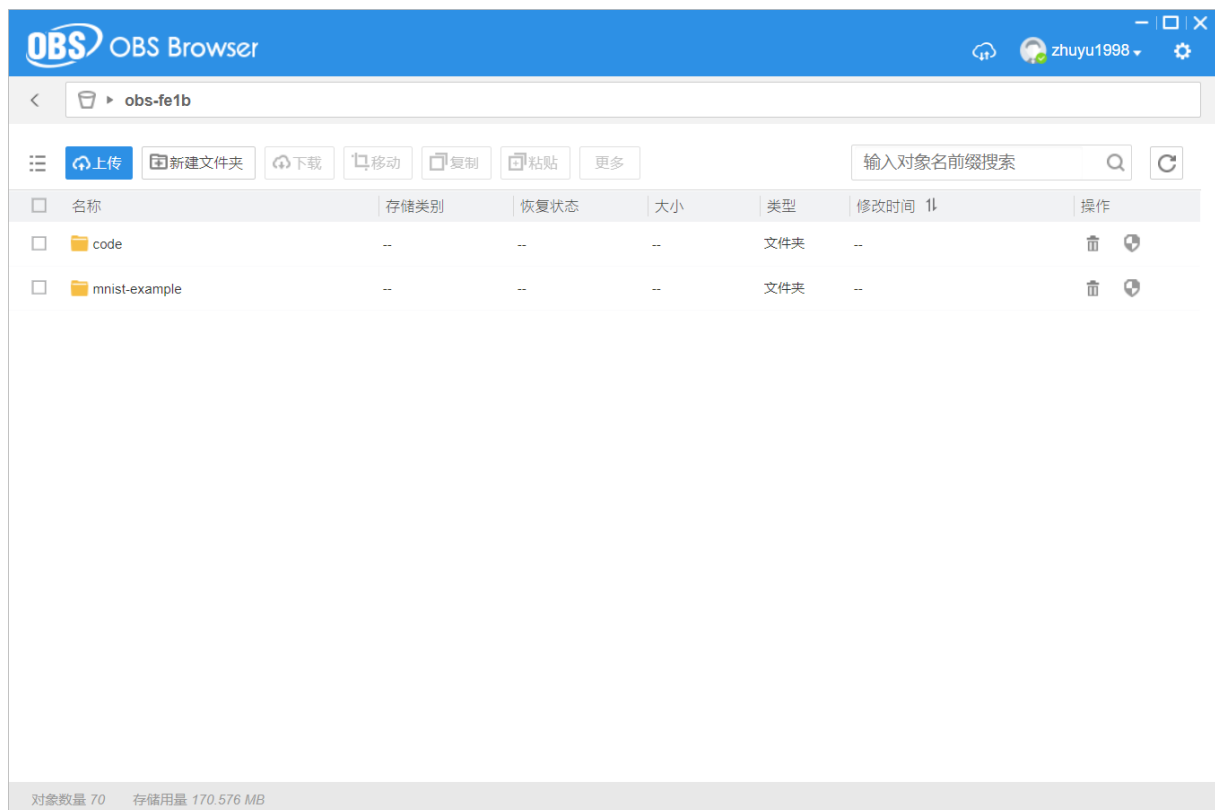 OBS OBS Browser
zhuyu1998
obs-fe1b
上传 新建文件夹 下载 移动 复制 粘贴 更多 输入对象名前缀搜索
名称 存储类别 恢复状态 大小 类型 修改时间 操作
code -- -- -- 文件夹 --
mnist-example -- -- -- 文件夹 --
对象数量 70 存储用量 170.576 MB